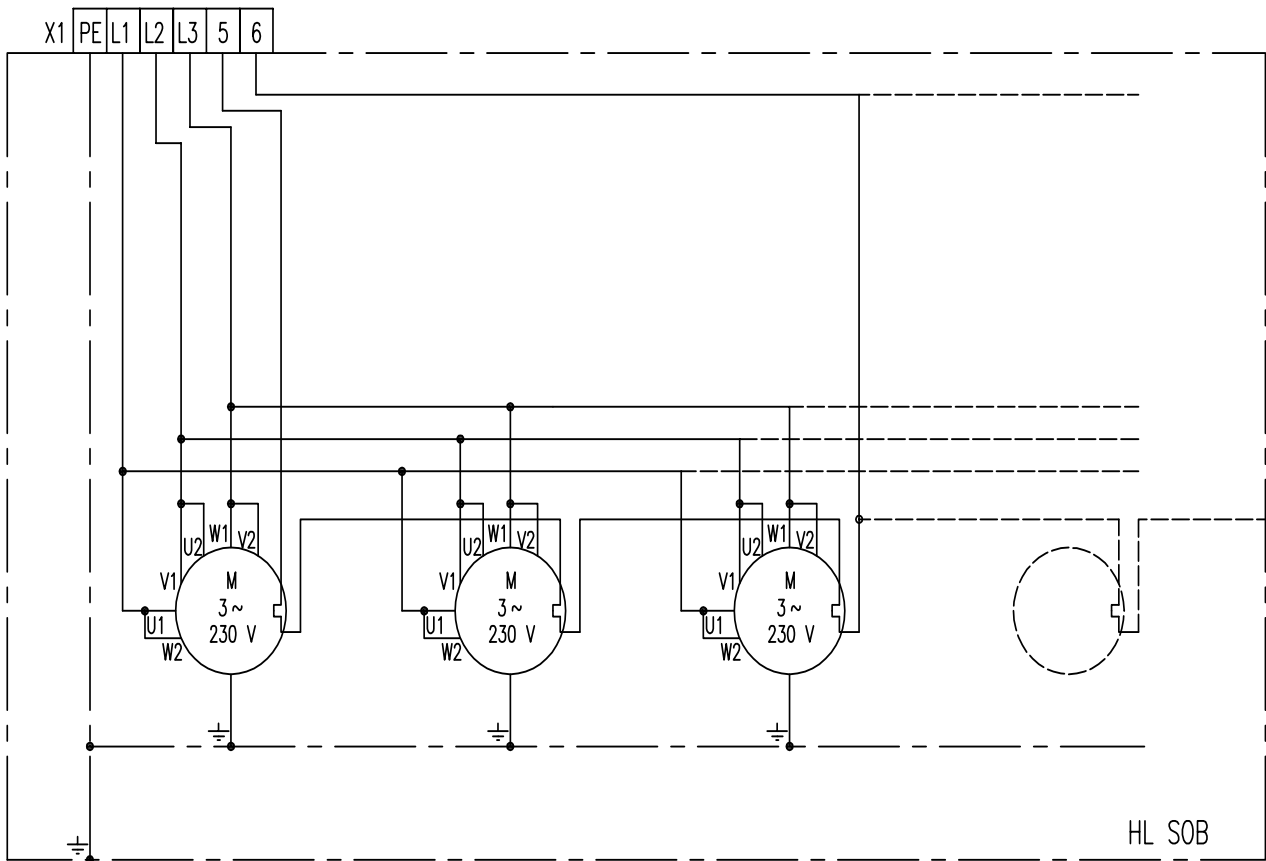 X1 PE L1 L2 L3 5 6
W1 W1 W1
U2 V2 U2 V2 U2 V2
V1 M V1 M V1 M
3 ~ 3 ~ 3 ~
U1 230 V U1 230 V U1 230 V
W2 W2 W2
HL SOB